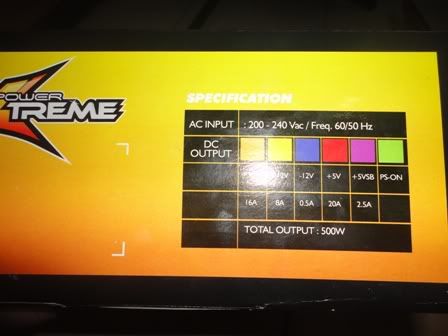 POWER
XTREME
SPECIFICATION
AC INPUT : 200 - 240 Vac / Freq. 60/50 Hz
DC
OUTPUT
-12V +5V +5VSB PS-ON
16A 8A 0.5A 20A 2.5A
TOTAL OUTPUT : 500W